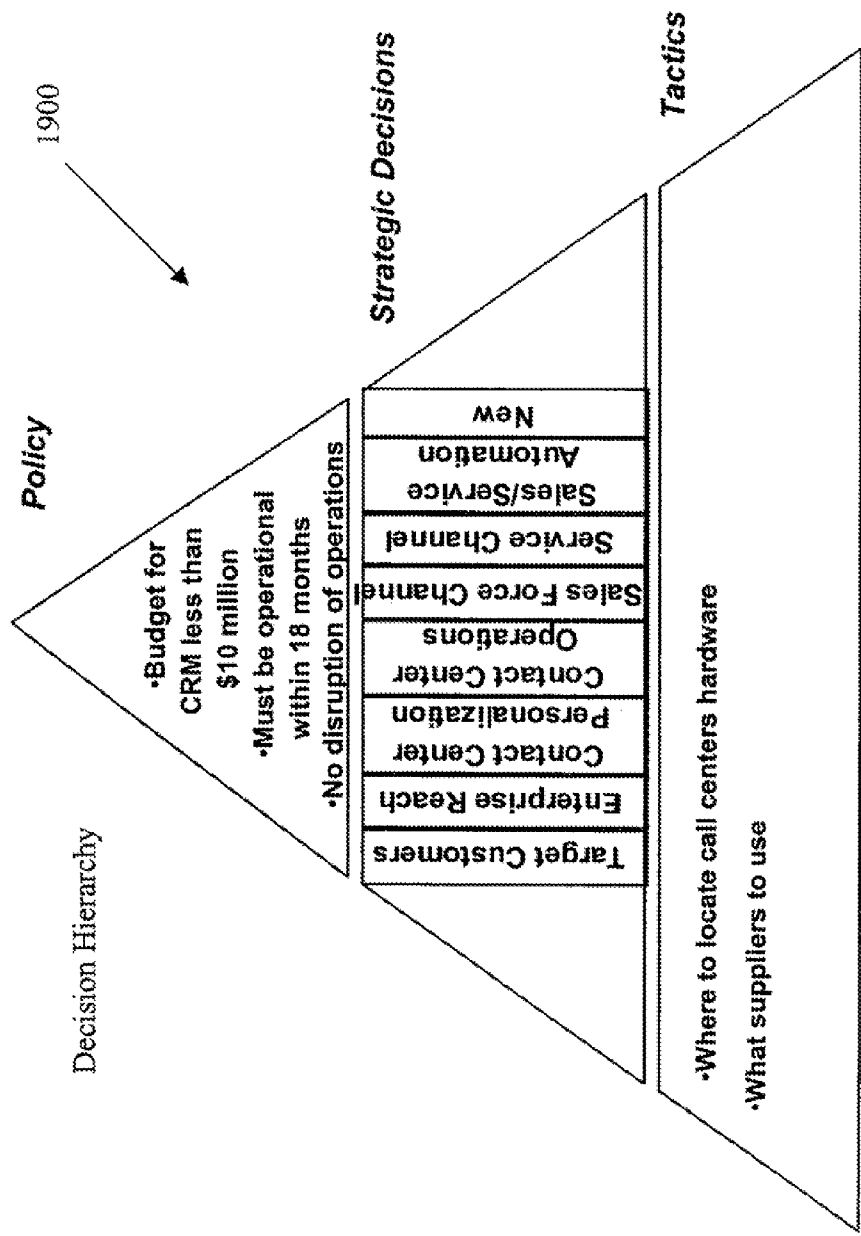 Decision Hierarchy
1900
Policy
•Budget for
CRM less than
$10 million
•Must be operational
within 18 months
•No disruption of operations
Strategic Decisions
Target Customers
Enterprise Reach
Contact Center
Personalization
Contact Center
Operations
Sales Force Channel
Service Channel
Sales/Service
Automation
New
Tactics
•Where to locate call centers hardware
•What suppliers to use